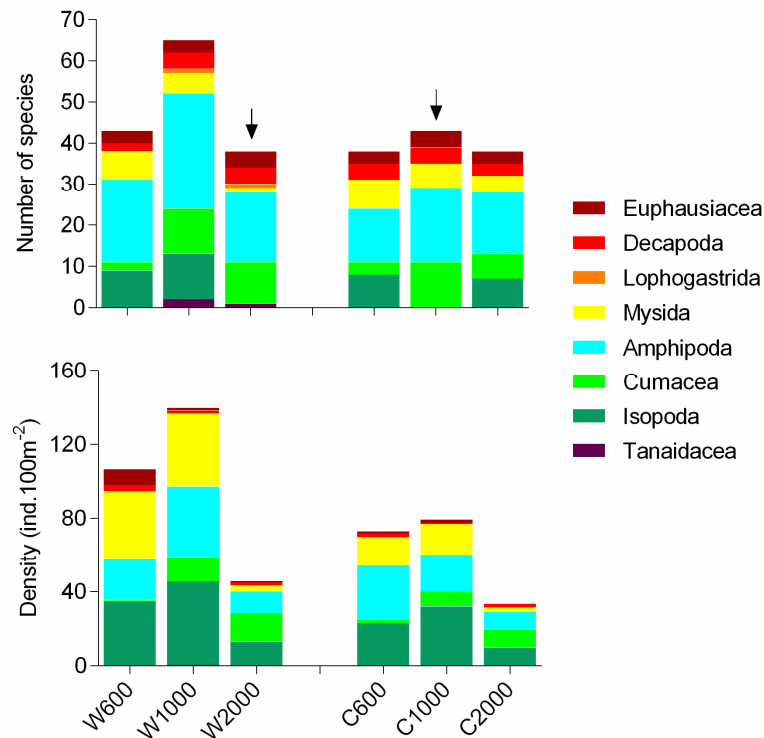 70
60
50
40
30
20
10
0
Number of species
Euphausiacea
Decapoda
Lophogastrida
Mysida
Amphipoda
Cumacea
Isopoda
Tanaidacea
160
120
80
40
0
Density (ind.100m⁻²)
W600 W1000 W2000 C600 C1000 C2000